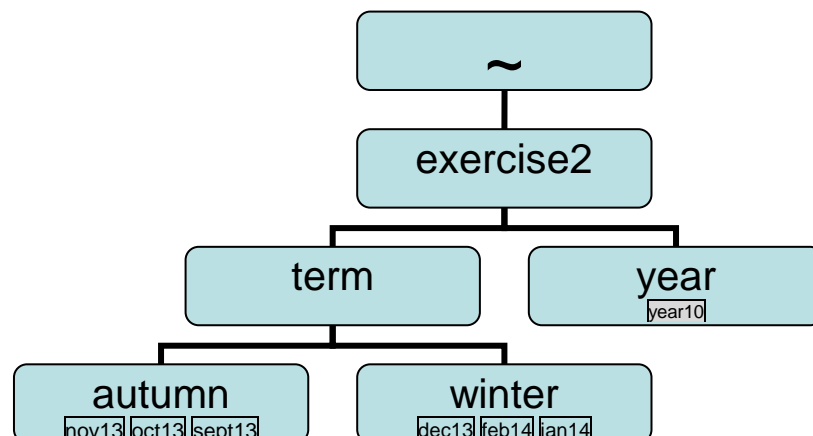 ~
exercise2
term year
year10
autumn winter
nov13 oct13 sept13 dec13 feb14 jan14